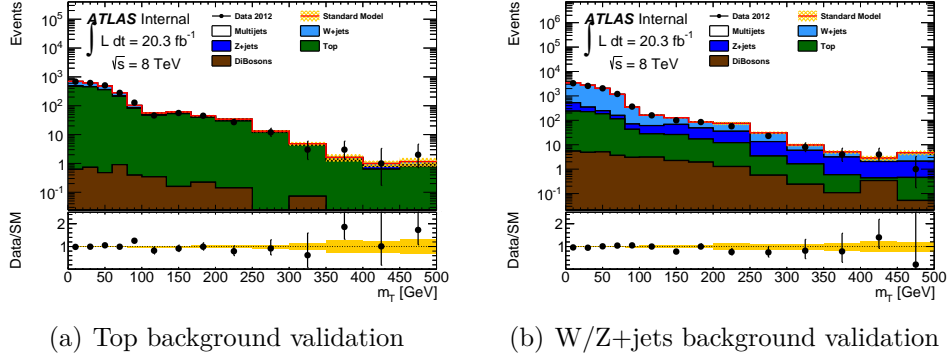 Events
10⁵
10⁴
10³
10²
10
1
10⁻¹
ATLAS Internal
∫ L dt = 20.3 fb⁻¹
√s = 8 TeV
Data 2012
Standard Model
Multijets
W+jets
Z+jets
Top
DiBosons
Data/SM
2
1
0 50 100 150 200 250 300 350 400 450 500
m_T [GeV]
(a) Top background validation
Events
10⁶
10⁵
10⁴
10³
10²
10
1
10⁻¹
ATLAS Internal
∫ L dt = 20.3 fb⁻¹
√s = 8 TeV
Data 2012
Standard Model
Multijets
W+jets
Z+jets
Top
DiBosons
Data/SM
2
1
0 50 100 150 200 250 300 350 400 450 500
m_T [GeV]
(b) W/Z+jets background validation